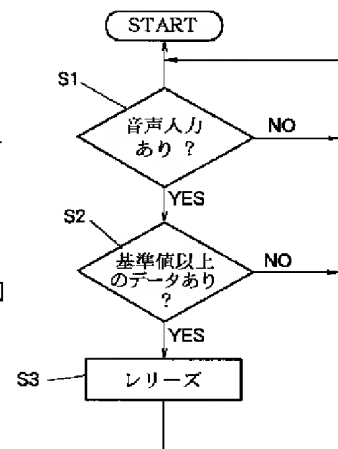 START
S1
音声入力
あり ?
NO
YES
S2
基準値以上
のデータあり
?
NO
YES
S3
レリーズ